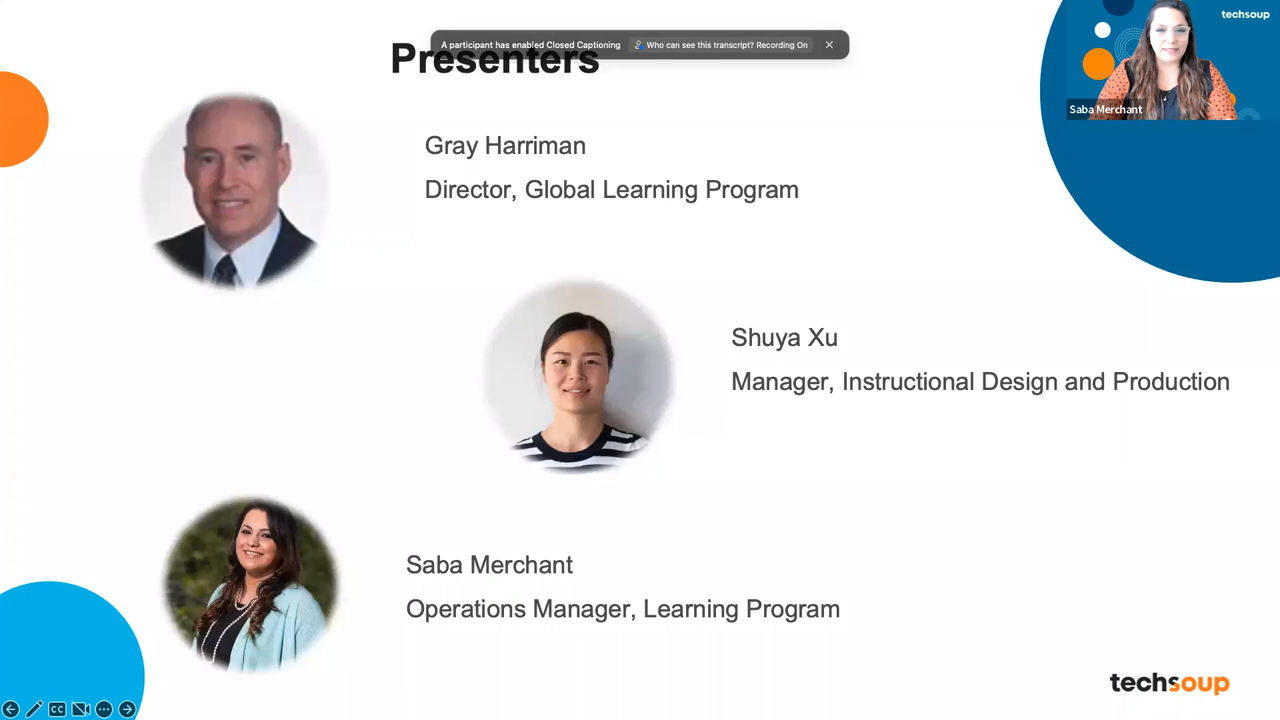 A participant has enabled Closed Captioning
Who can see this transcript? Recording On
Presenters
techsoup
Saba Merchant
Gray Harriman
Director, Global Learning Program
Shuya Xu
Manager, Instructional Design and Production
Saba Merchant
Operations Manager, Learning Program
techsoup
CC